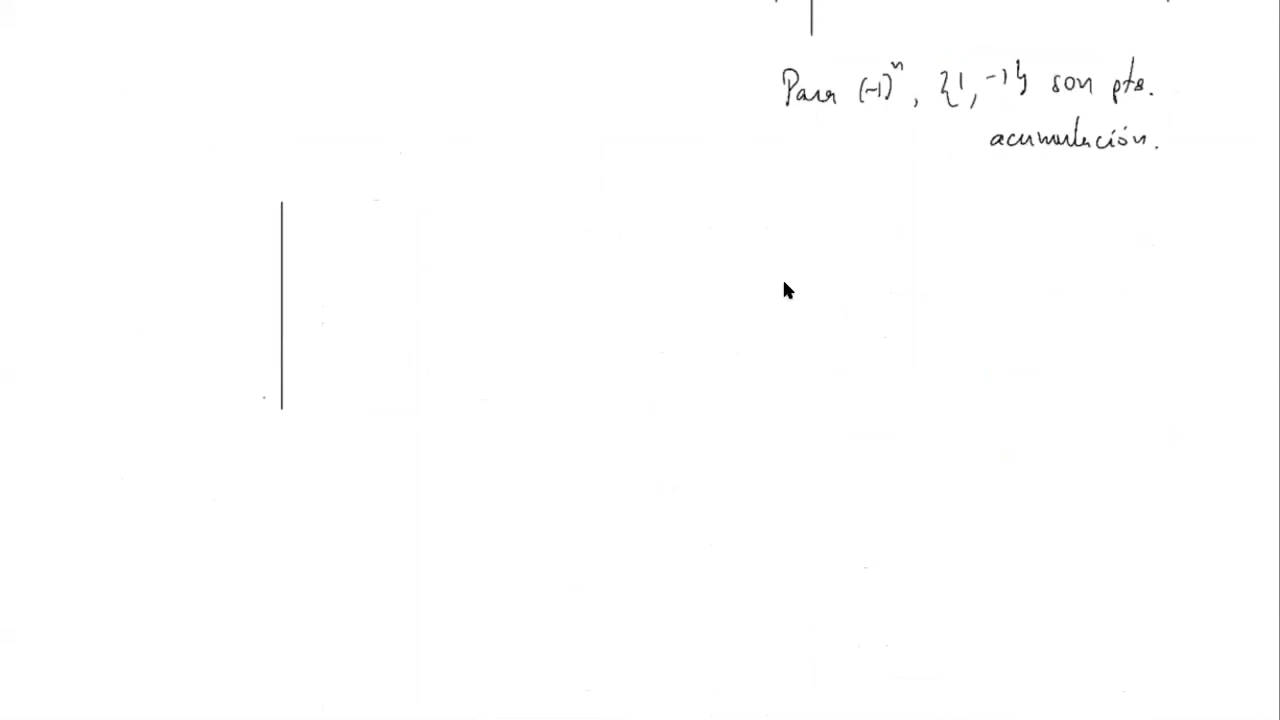 Para (-1)ⁿ, {1, -1} son pts.
acumulación.